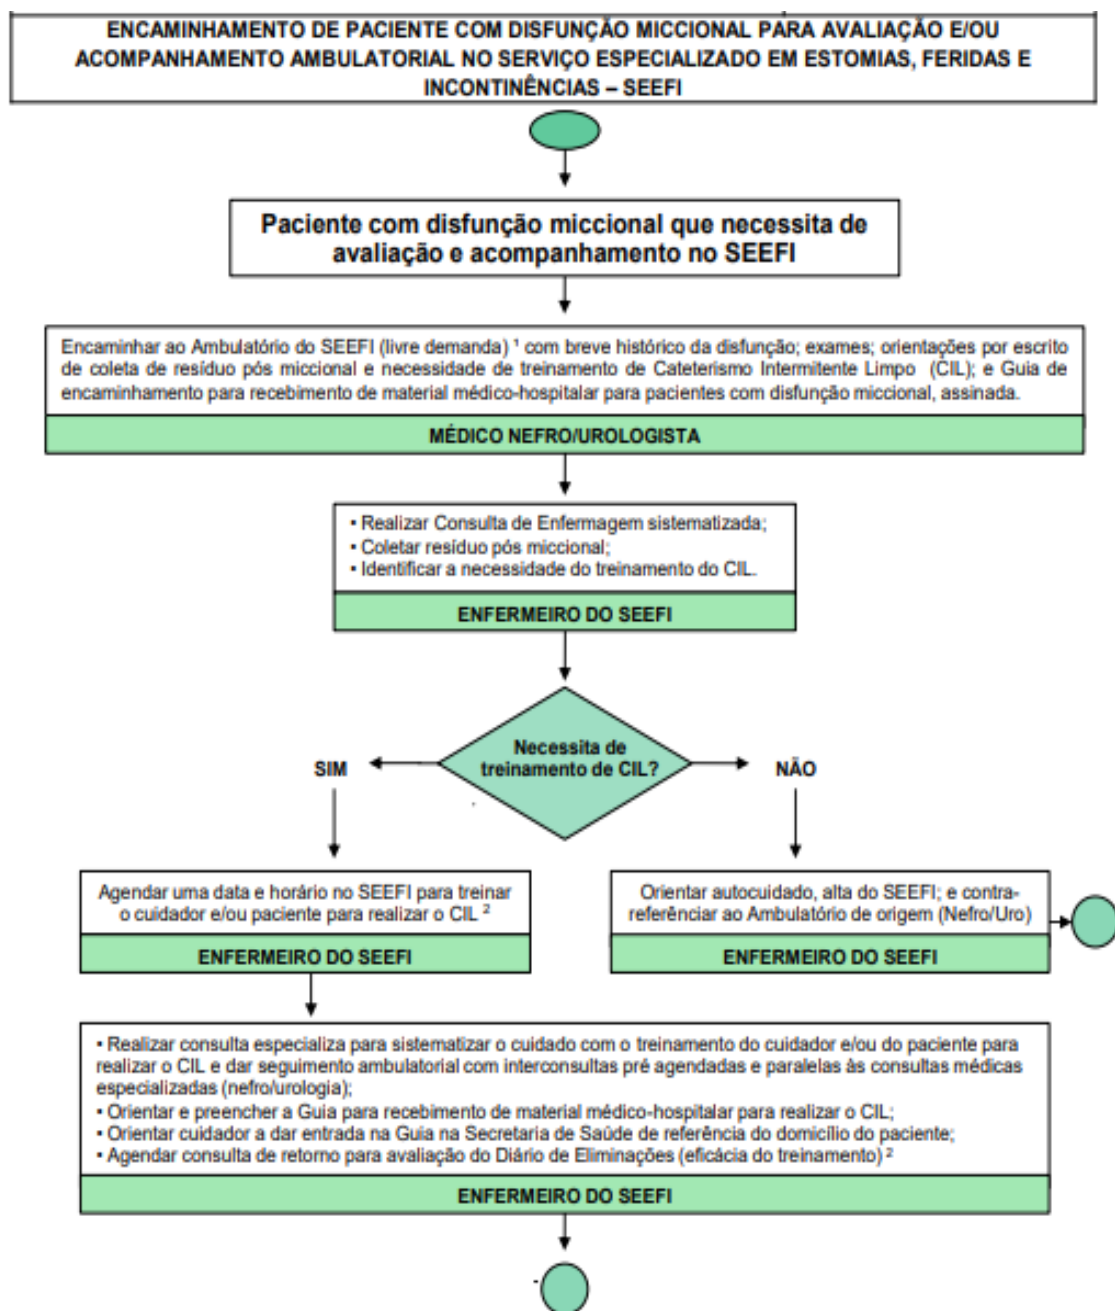 ENCAMINHAMENTO DE PACIENTE COM DISFUNÇÃO MICCIONAL PARA AVALIAÇÃO E/OU
ACOMPANHAMENTO AMBULATORIAL NO SERVIÇO ESPECIALIZADO EM ESTOMIAS, FERIDAS E
INCONTINÊNCIAS – SEEFI
Paciente com disfunção miccional que necessita de
avaliação e acompanhamento no SEEFI
Encaminhar ao Ambulatório do SEEFI (livre demanda) ¹ com breve histórico da disfunção; exames; orientações por escrito
de coleta de resíduo pós miccional e necessidade de treinamento de Cateterismo Intermitente Limpo (CIL); e Guia de
encaminhamento para recebimento de material médico-hospitalar para pacientes com disfunção miccional, assinada.
MÉDICO NEFRO/UROLOGISTA
▪ Realizar Consulta de Enfermagem sistematizada;
▪ Coletar resíduo pós miccional;
▪ Identificar a necessidade do treinamento do CIL.
ENFERMEIRO DO SEEFI
Necessita de
treinamento de CIL?
SIM
NÃO
Agendar uma data e horário no SEEFI para treinar
o cuidador e/ou paciente para realizar o CIL ²
ENFERMEIRO DO SEEFI
Orientar autocuidado, alta do SEEFI; e contra-
referênciar ao Ambulatório de origem (Nefro/Uro)
ENFERMEIRO DO SEEFI
▪ Realizar consulta especializa para sistematizar o cuidado com o treinamento do cuidador e/ou do paciente para
realizar o CIL e dar seguimento ambulatorial com interconsultas pré agendadas e paralelas às consultas médicas
especializadas (nefro/urologia);
▪ Orientar e preencher a Guia para recebimento de material médico-hospitalar para realizar o CIL;
▪ Orientar cuidador a dar entrada na Guia na Secretaria de Saúde de referência do domicílio do paciente;
▪ Agendar consulta de retorno para avaliação do Diário de Eliminações (eficácia do treinamento) ²
ENFERMEIRO DO SEEFI